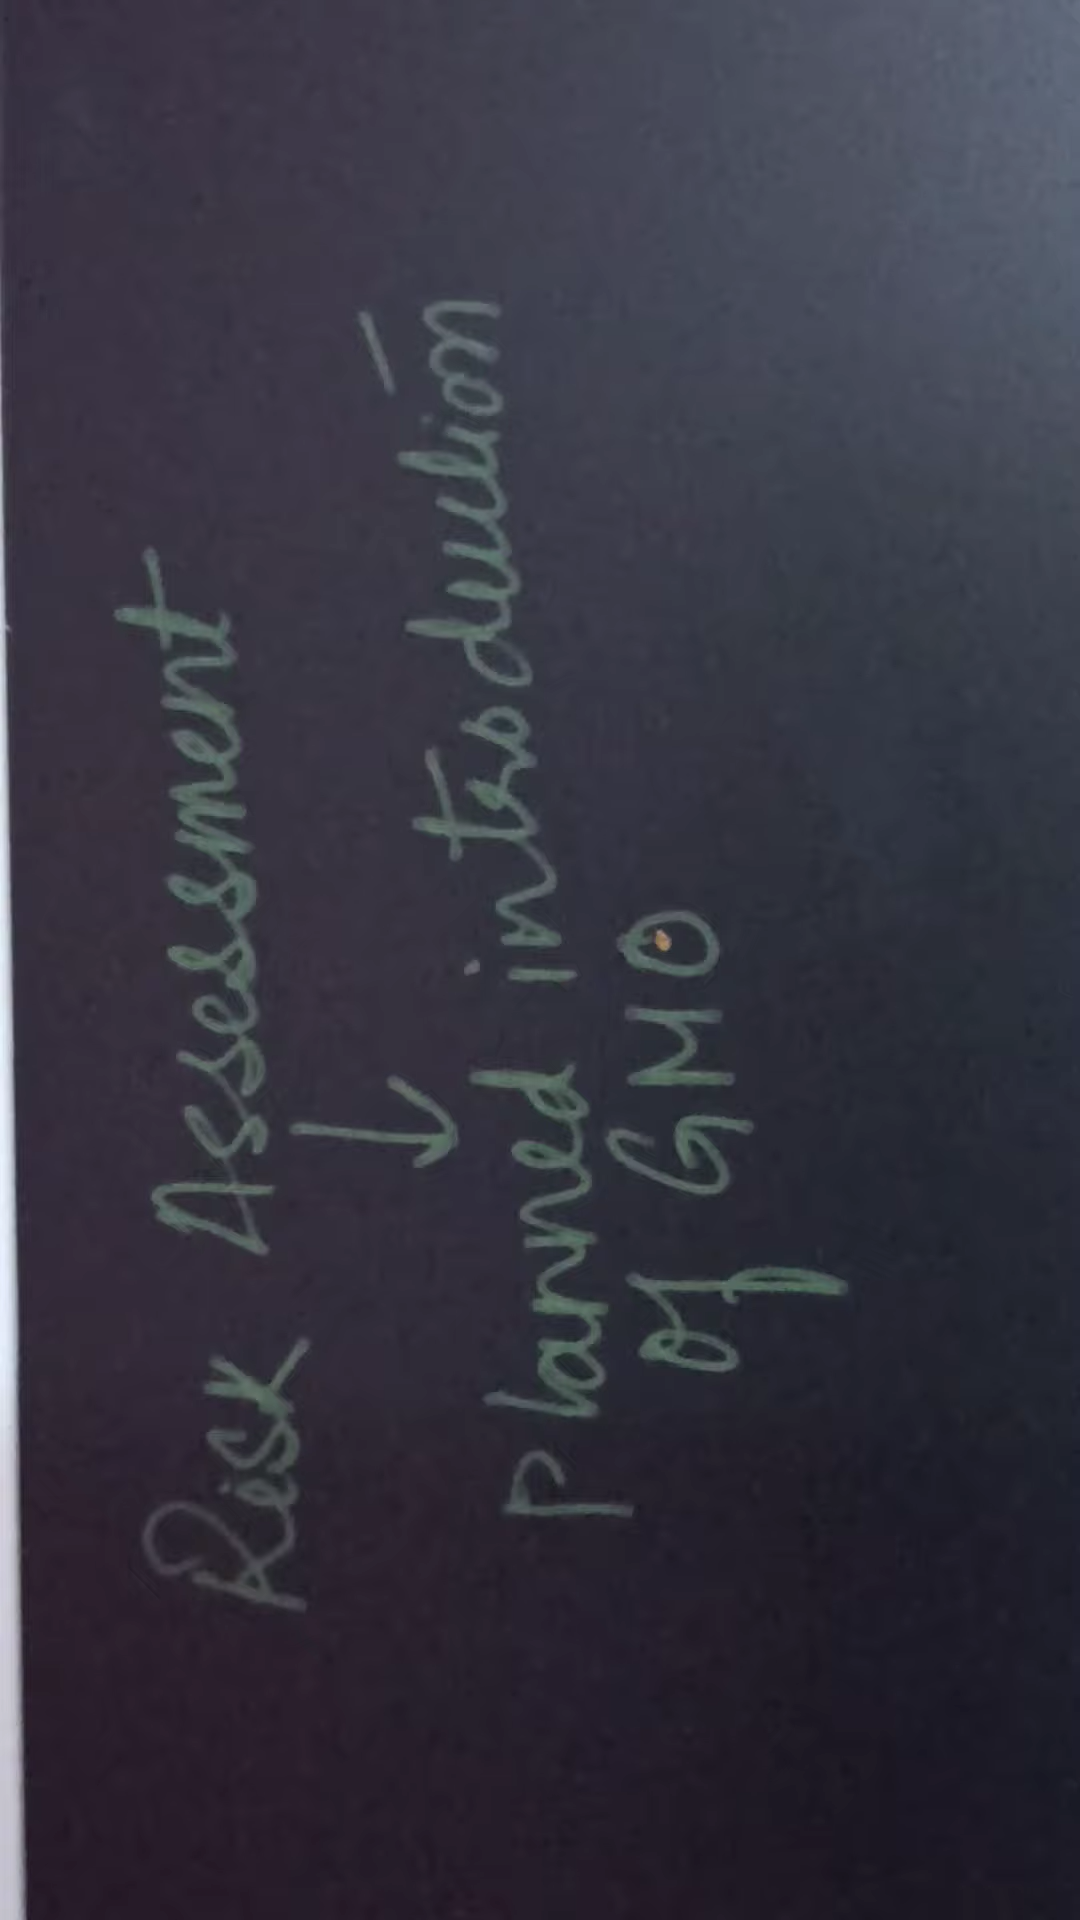 Risk Assessment
↓
Planned introduction
of GMO